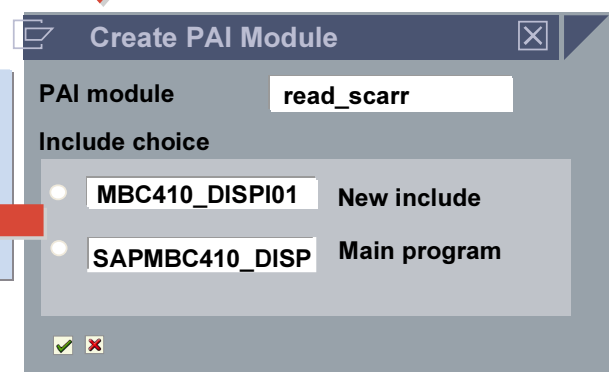 Create PAI Module
PAI module read_scarr
Include choice
MBC410_DISPI01 New include
SAPMBC410_DISP Main program